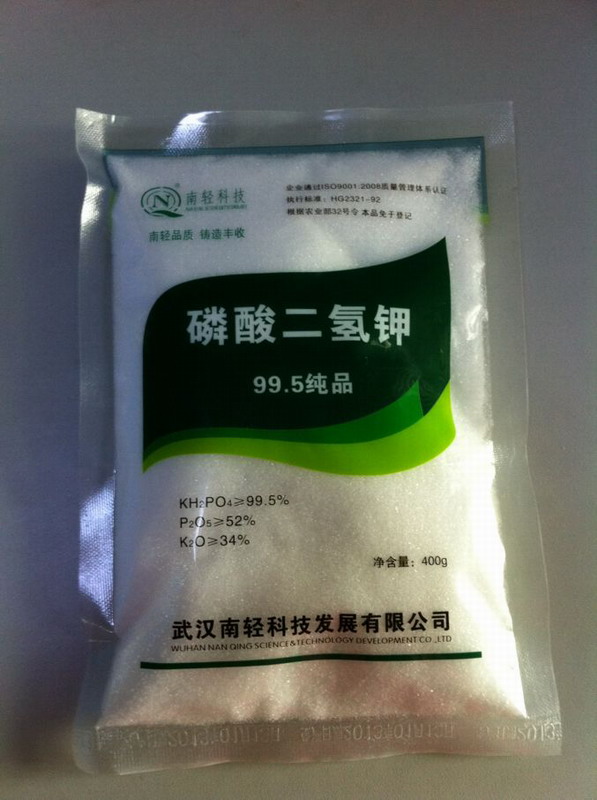 南轻科技
南轻品质 铸造丰收
企业通过ISO9001:2008质量管理体系认证
执行标准：HG2321-92
根据农业部32号令 本品免于登记
磷酸二氢钾
99.5纯品
KH₂PO₄≥99.5%
P₂O₅≥52%
K₂O≥34%
净含量：400g
武汉南轻科技发展有限公司
WUHAN NAN QING SCIENCE&TECHNOLOGY DEVELOPMENT CO.,LTD